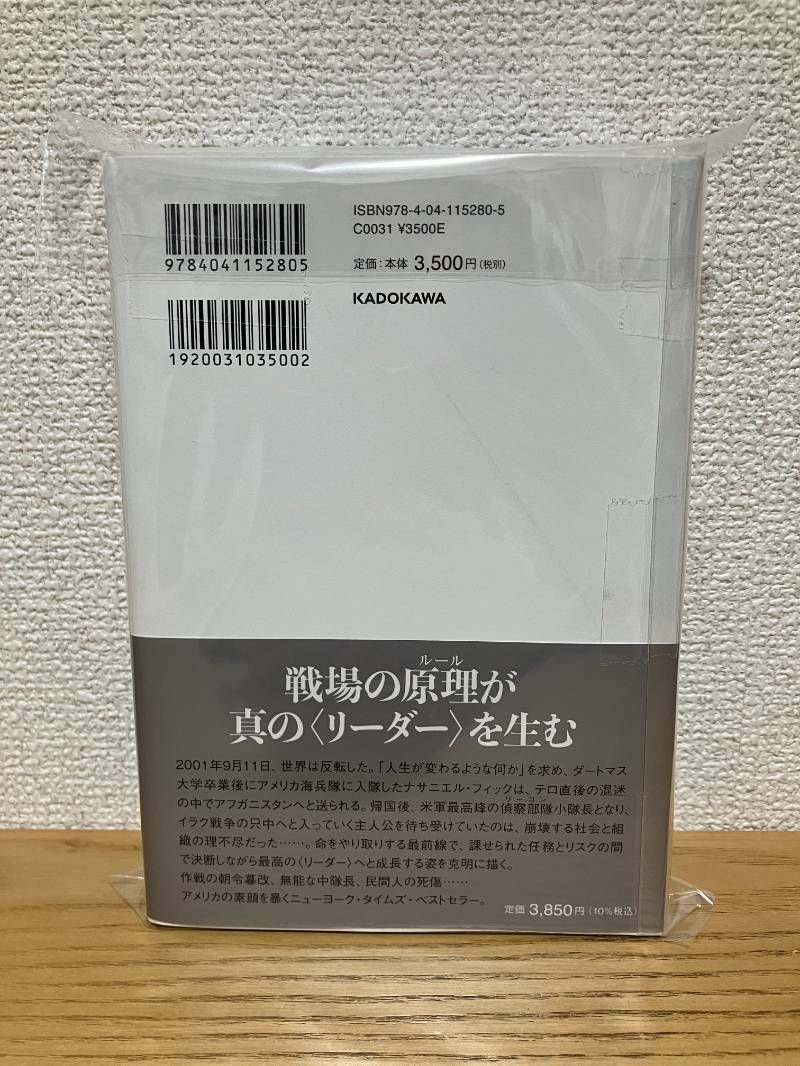 ISBN978-4-04-115280-5
C0031 ¥3500E
9784041152805
定価：本体 3,500円（税別）
KADOKAWA
1920031035002
ルール
戦場の原理が
真の〈リーダー〉を生む
2001年9月11日、世界は反転した。「人生が変わるような何か」を求め、ダートマス
大学卒業後にアメリカ海兵隊に入隊したナサニエル・フィックは、テロ直後の混迷
の中でアフガニスタンへと送られる。帰国後、米軍最高峰の偵察部隊小隊長となり、
リーコン
イラク戦争の只中へと入っていく主人公を待ち受けていたのは、崩壊する社会と組
織の理不尽だった……。命をやり取りする最前線で、課せられた任務とリスクの間
で決断しながら最高の〈リーダー〉へと成長する姿を克明に描く。
作戦の朝令暮改、無能な中隊長、民間人の死傷……
アメリカの素顔を暴くニューヨーク・タイムズ・ベストセラー。
定価 3,850円（10%税込）